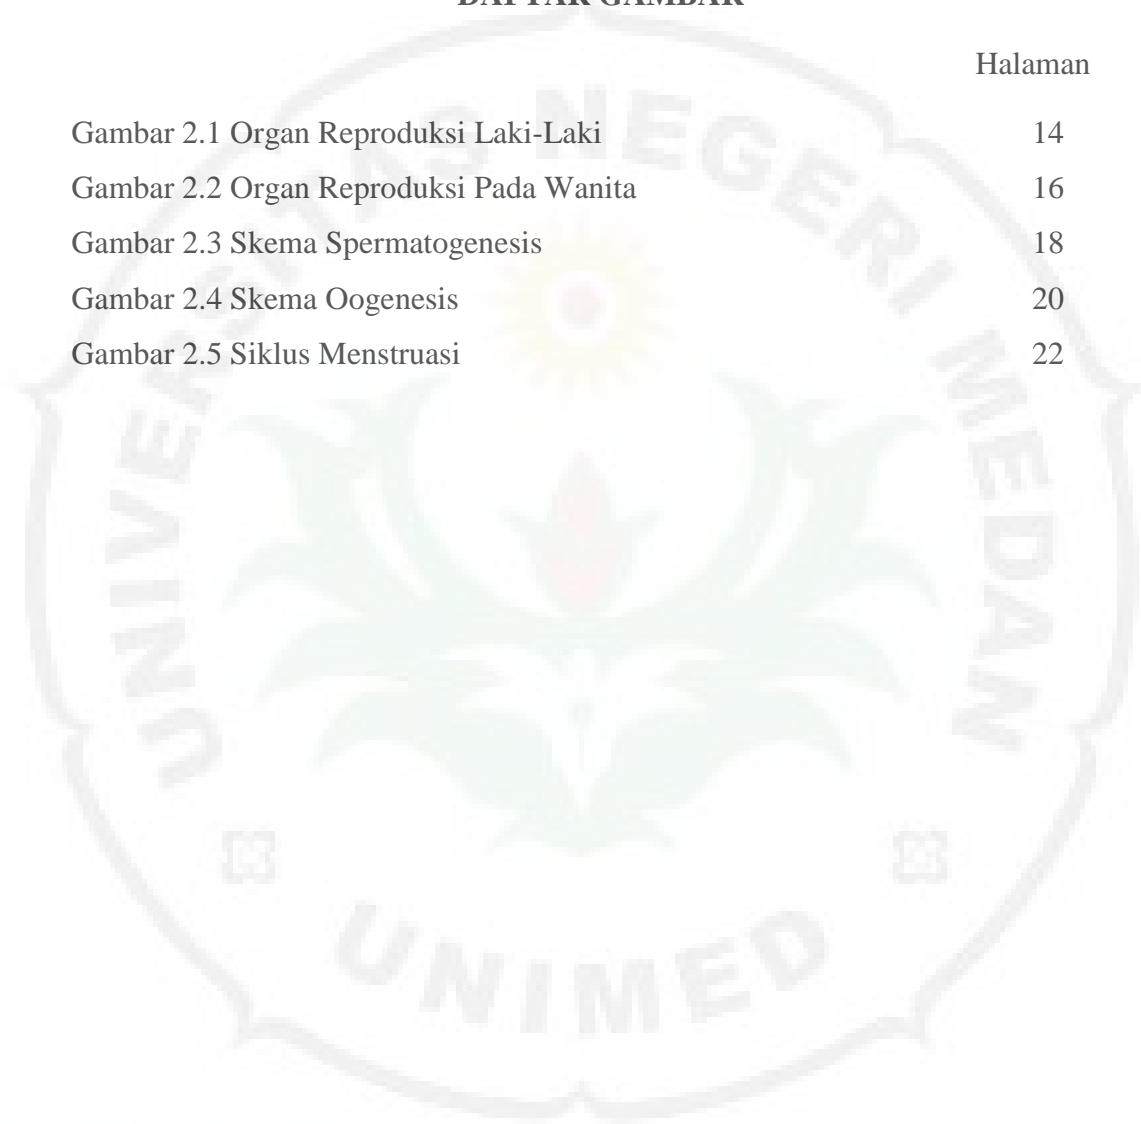 DAFTAR GAMBAR
Halaman
Gambar 2.1 Organ Reproduksi Laki-Laki 14
Gambar 2.2 Organ Reproduksi Pada Wanita 16
Gambar 2.3 Skema Spermatogenesis 18
Gambar 2.4 Skema Oogenesis 20
Gambar 2.5 Siklus Menstruasi 22
UNIVERSITAS NEGERI MEDAN
UNIMED